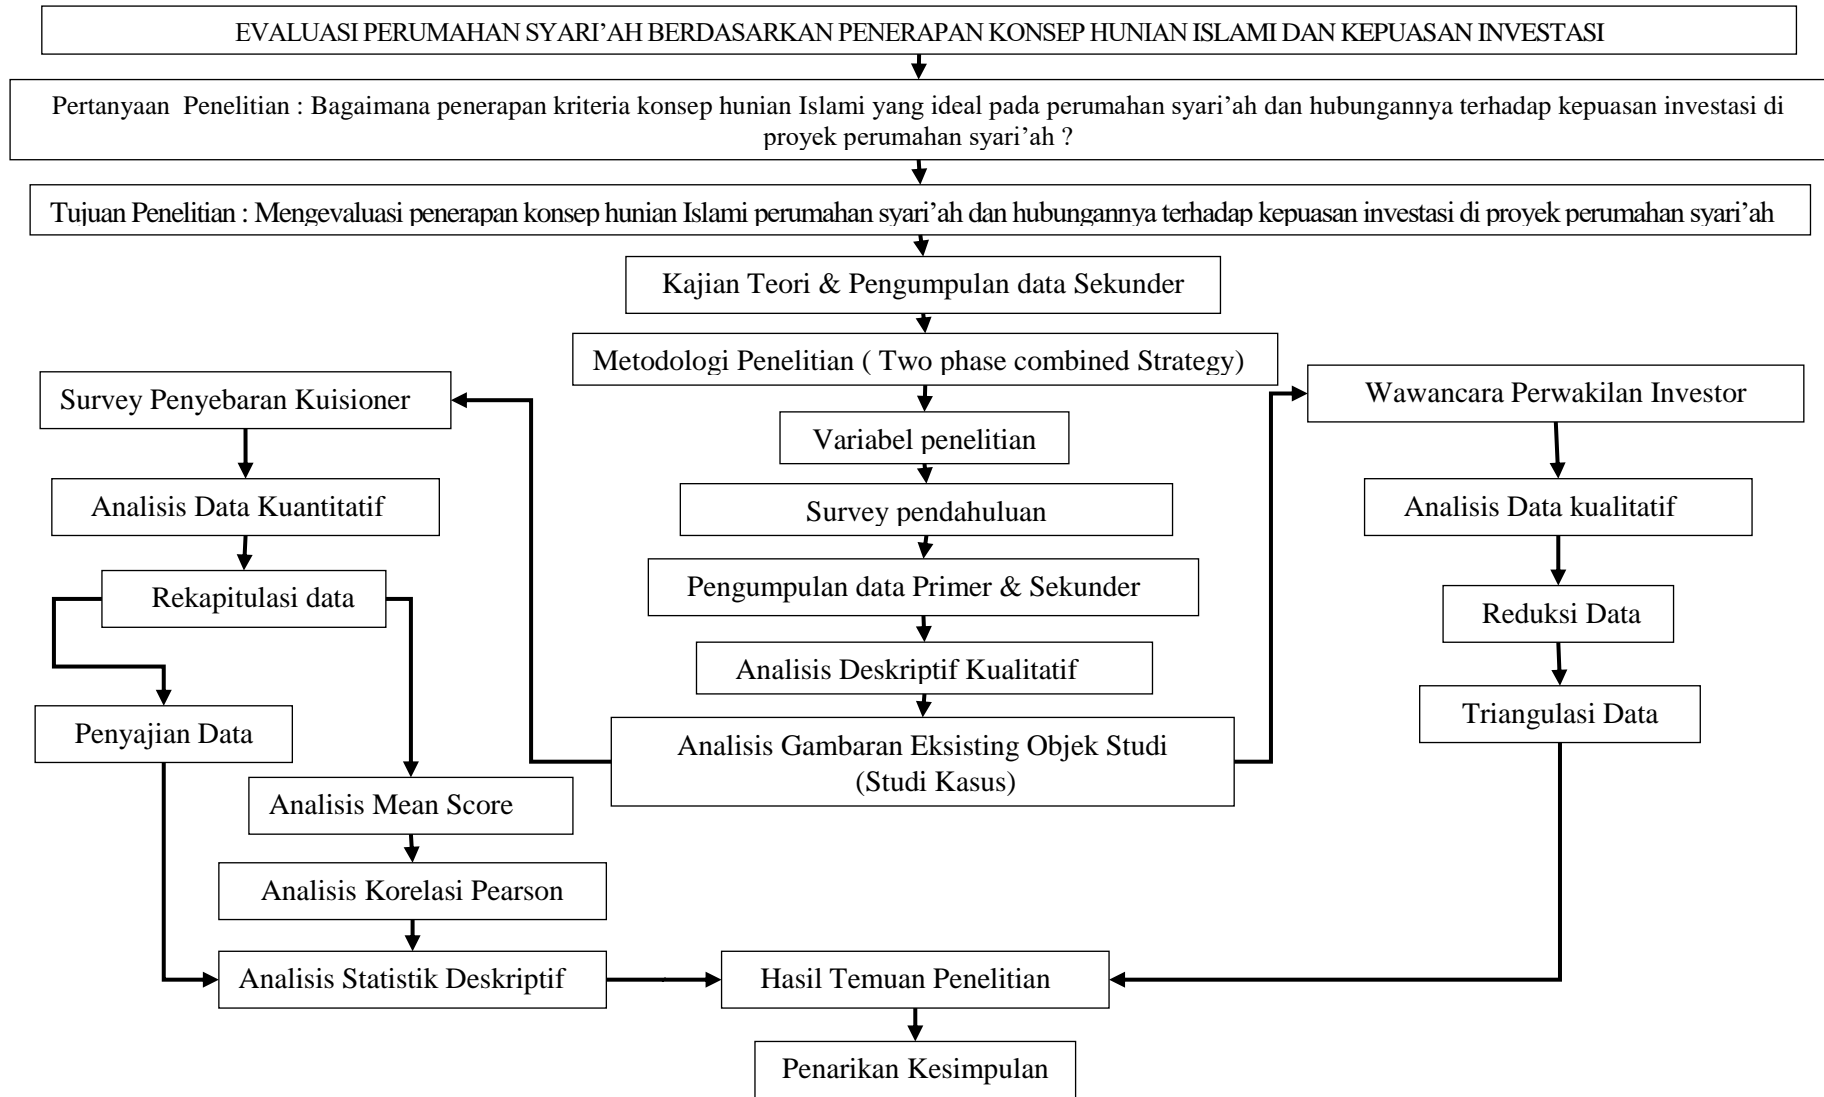 EVALUASI PERUMAHAN SYARI’AH BERDASARKAN PENERAPAN KONSEP HUNIAN ISLAMI DAN KEPUASAN INVESTASI
Pertanyaan Penelitian : Bagaimana penerapan kriteria konsep hunian Islami yang ideal pada perumahan syari’ah dan hubungannya terhadap kepuasan investasi di
proyek perumahan syari’ah ?
Tujuan Penelitian : Mengevaluasi penerapan konsep hunian Islami perumahan syari’ah dan hubungannya terhadap kepuasan investasi di proyek perumahan syari’ah
Kajian Teori & Pengumpulan data Sekunder
Metodologi Penelitian ( Two phase combined Strategy)
Survey Penyebaran Kuisioner
Wawancara Perwakilan Investor
Variabel penelitian
Analisis Data Kuantitatif
Survey pendahuluan
Analisis Data kualitatif
Rekapitulasi data
Pengumpulan data Primer & Sekunder
Reduksi Data
Analisis Deskriptif Kualitatif
Penyajian Data
Triangulasi Data
Analisis Gambaran Eksisting Objek Studi
(Studi Kasus)
Analisis Mean Score
Analisis Korelasi Pearson
Analisis Statistik Deskriptif
Hasil Temuan Penelitian
Penarikan Kesimpulan